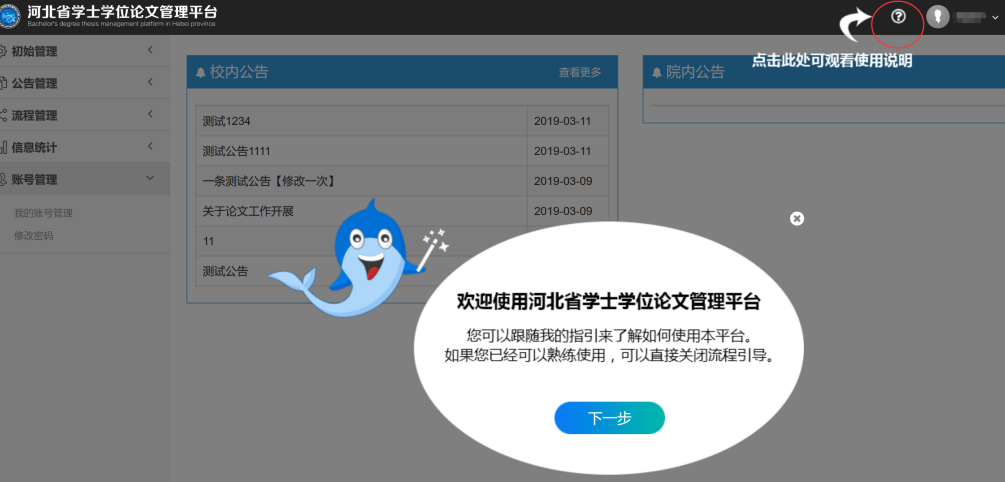 河北省学士学位论文管理平台
Bachelor's degree thesis management platform in Hebei province
点击此处可观看使用说明
初始管理
公告管理
流程管理
信息统计
账号管理
我的账号管理
修改密码
校内公告 查看更多
测试1234 2019-03-11
测试公告1111 2019-03-11
一条测试公告【修改一次】 2019-03-09
关于论文工作开展 2019-03-09
11
测试公告
院内公告
欢迎使用河北省学士学位论文管理平台
您可以跟随我的指引来了解如何使用本平台。
如果您已经可以熟练使用，可以直接关闭流程引导。
下一步